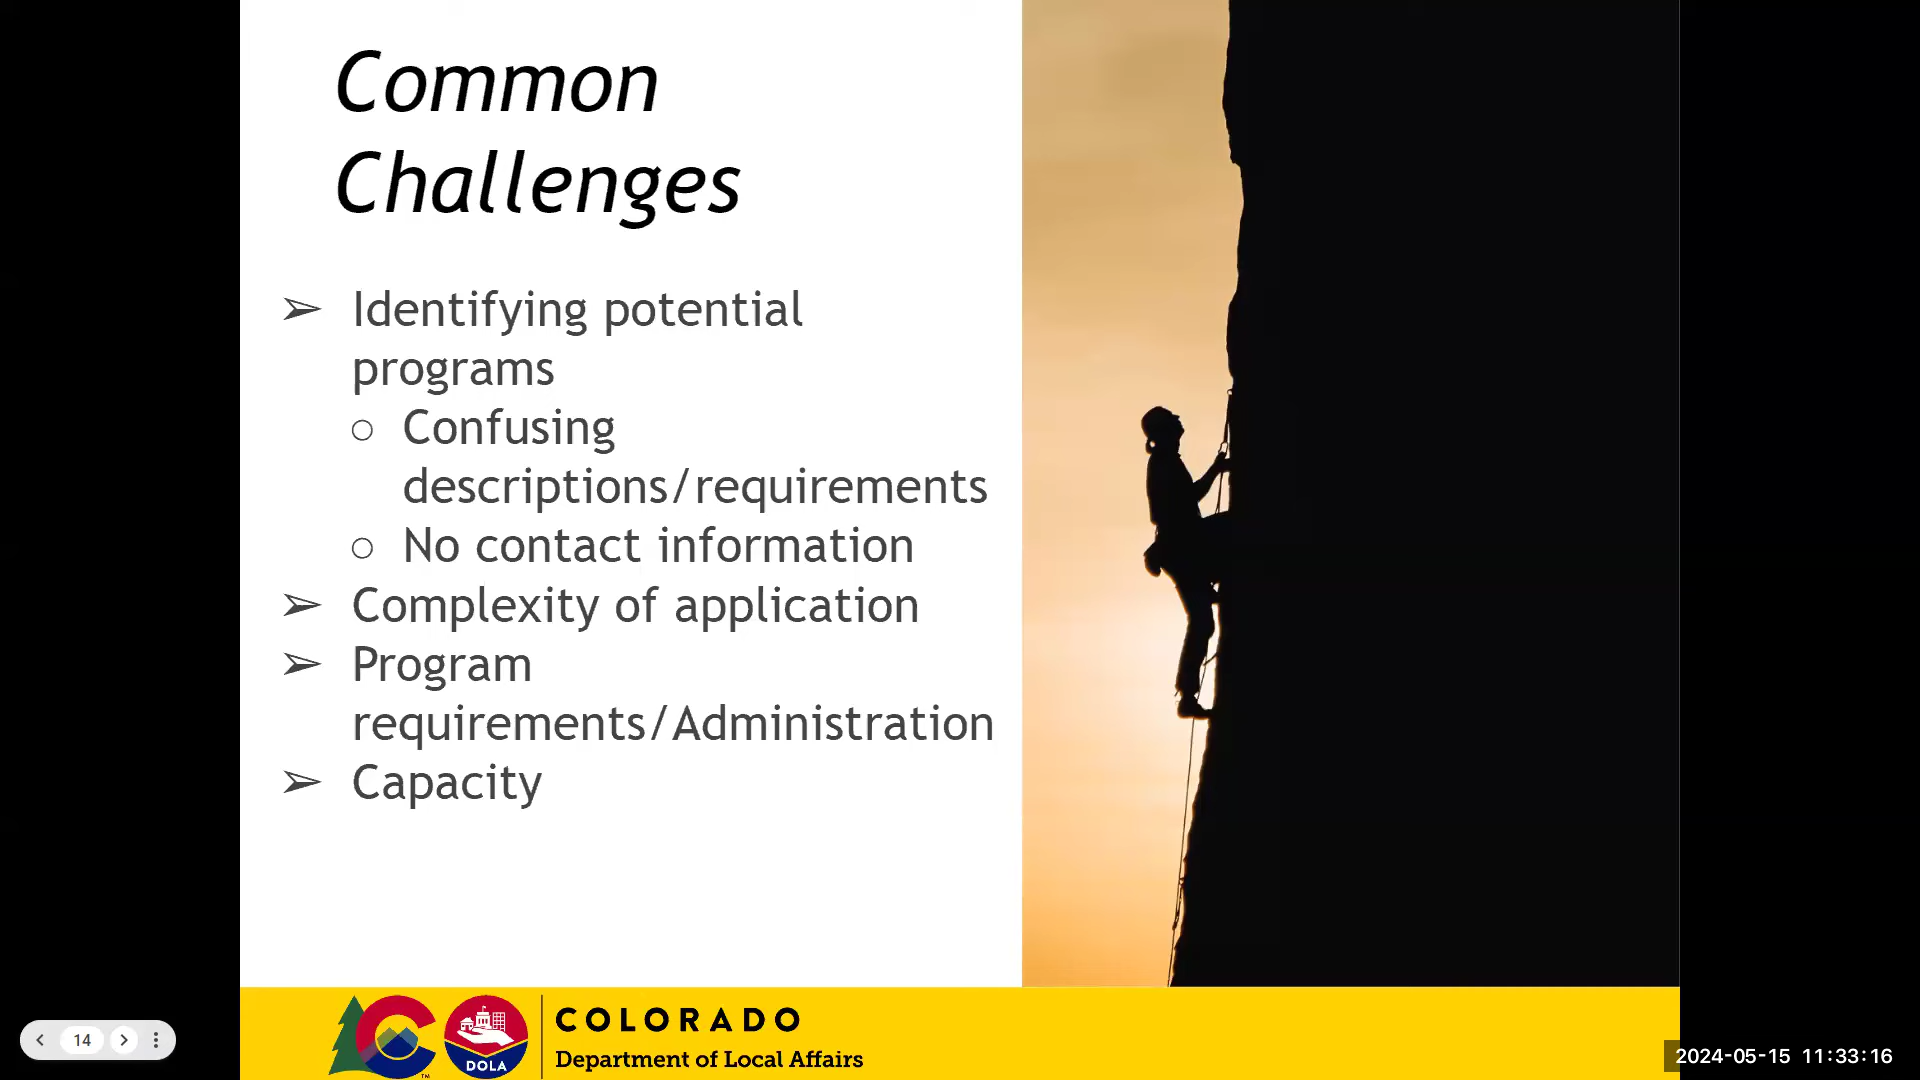 Common
Challenges
➢ Identifying potential
programs
○ Confusing
descriptions/requirements
○ No contact information
➢ Complexity of application
➢ Program
requirements/Administration
➢ Capacity
COLORADO
Department of Local Affairs
DOLA
TM
14
2024-05-15 11:33:16